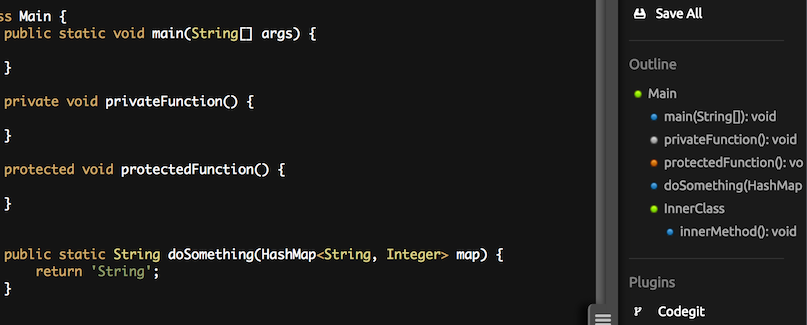 ss Main {
public static void main(String[] args) {
}
private void privateFunction() {
}
protected void protectedFunction() {
}
public static String doSomething(HashMap<String, Integer> map) {
return 'String';
}
Save All
Outline
Main
main(String[]): void
privateFunction(): void
protectedFunction(): vo
doSomething(HashMap
InnerClass
innerMethod(): void
Plugins
Codegit